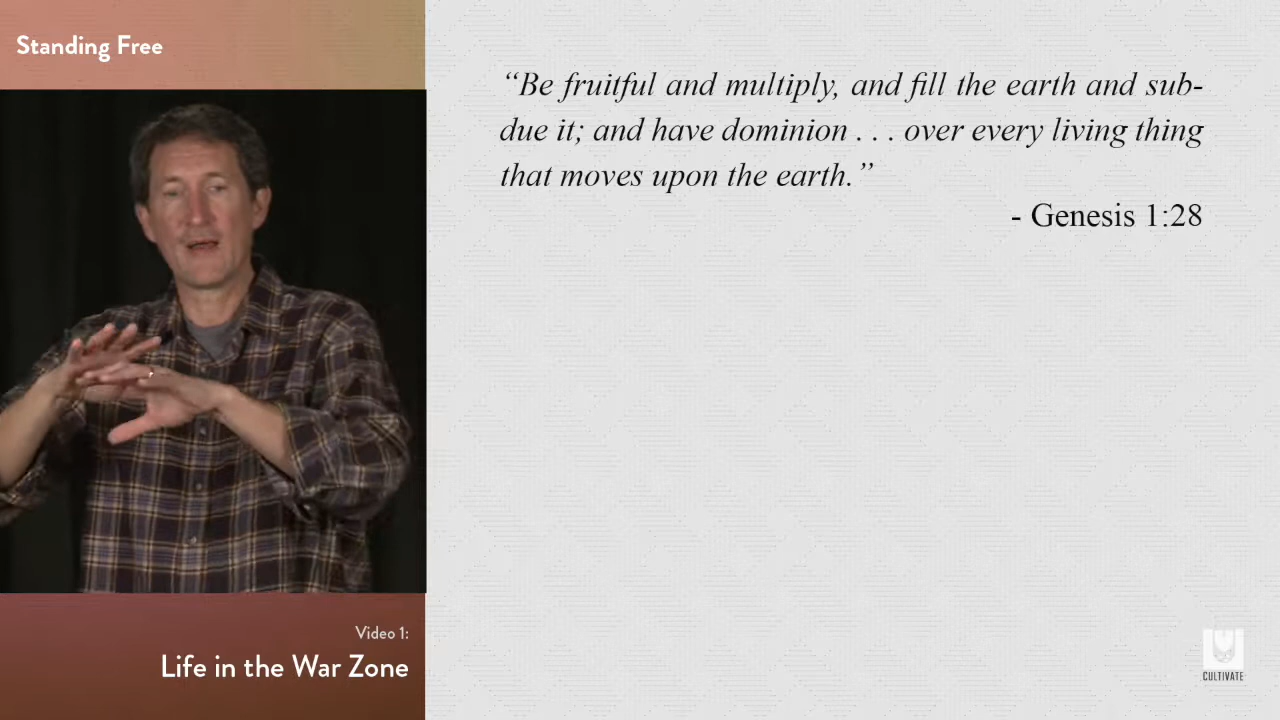 Standing Free
“Be fruitful and multiply, and fill the earth and sub-
due it; and have dominion . . . over every living thing
that moves upon the earth.”
- Genesis 1:28
Video 1:
Life in the War Zone
CULTIVATE